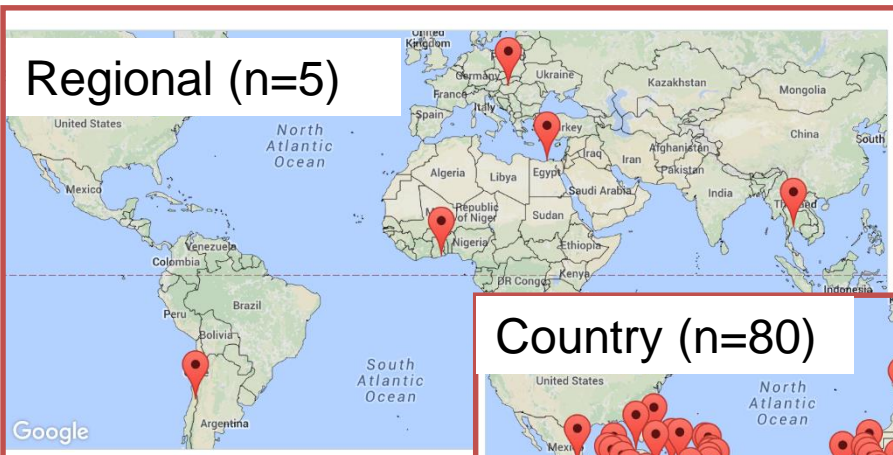 United
Kingdom
Regional (n=5)
Germany
Ukraine
Kazakhstan
Mongolia
France
Spain
Italy
United States
North
Atlantic
Ocean
China
South
Iraq
Iran
Afghanistan
Pakistan
Algeria
Libya
Egypt
Saudi Arabia
India
Mexico
Republic
of Niger
Sudan
Nigeria
Ethiopia
Venezuela
Colombia
DR Congo
Kenya
Indonesia
Peru
Brazil
Bolivia
South
Atlantic
Ocean
Argentina
Google
Country (n=80)
United States
North
Atlantic
Ocean